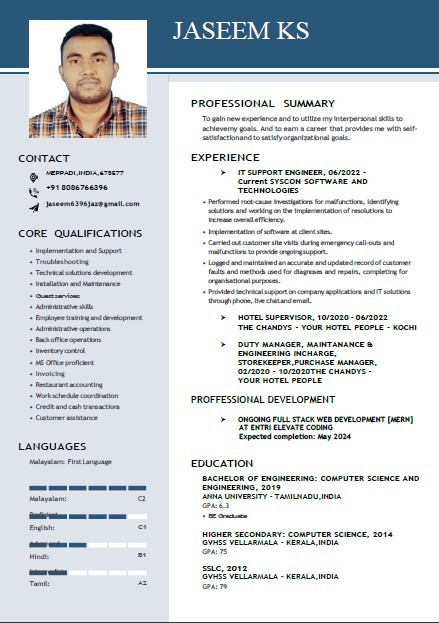 JASEEM KS
CONTACT
MEPPADI,INDIA,673577
+91 8086766396
jaseem6396jaz@gmail.com
CORE QUALIFICATIONS
• Implementation and Support
• Troubleshooting
• Technical solutions development
• Installation and Maintenance
• Guest services
• Administrative skills
• Employee training and development
• Administrative operations
• Back office operations
• Inventory control
• MS Office proficient
• Invoicing
• Restaurant accounting
• Work schedule coordination
• Credit and cash transactions
• Customer assistance
LANGUAGES
Malayalam: First Language
Malayalam: C2
English: C1
Hindi: B1
Tamil: A2
PROFESSIONAL SUMMARY
To gain new experience and to utilize my interpersonal skills to
achieve my goals. And to earn a career that provides me with self-
satisfactionand to satisfy organizational goals.
EXPERIENCE
➤ IT SUPPORT ENGINEER, 06/2022 -
Current SYSCON SOFTWARE AND
TECHNOLOGIES
• Performed root-cause investigations for malfunctions, identifying
solutions and working on the implementation of resolutions to
increase overall efficiency.
• Implementation of software at client sites.
• Carried out customer site visits during emergency call-outs and
malfunctions to provide ongoing support.
• Logged and maintained an accurate and updated record of customer
faults and methods used for diagnoses and repairs, completing for
organisational purposes.
• Provided technical support on company applications and IT solutions
through phone, live chat and email.
➤ HOTEL SUPERVISOR, 10/2020 - 06/2022
THE CHANDYS - YOUR HOTEL PEOPLE - KOCHI
➤ DUTY MANAGER, MAINTANANCE &
ENGINEERING INCHARGE,
STOREKEEPER,PURCHASE MANAGER,
02/2020 - 10/2020THE CHANDYS -
YOUR HOTEL PEOPLE
PROFFESSIONAL DEVELOPMENT
➤ ONGOING FULL STACK WEB DEVELOPMENT [MERN]
AT ENTRI ELEVATE CODING
Expected completion: May 2024
EDUCATION
BACHELOR OF ENGINEERING: COMPUTER SCIENCE AND
ENGINEERING, 2019
ANNA UNIVERSITY - TAMILNADU,INDIA
GPA: 6.3
• BE Graduate
HIGHER SECONDARY: COMPUTER SCIENCE, 2014
GVHSS VELLARMALA - KERALA,INDIA
GPA: 75
SSLC, 2012
GVHSS VELLARMALA - KERALA,INDIA
GPA: 79